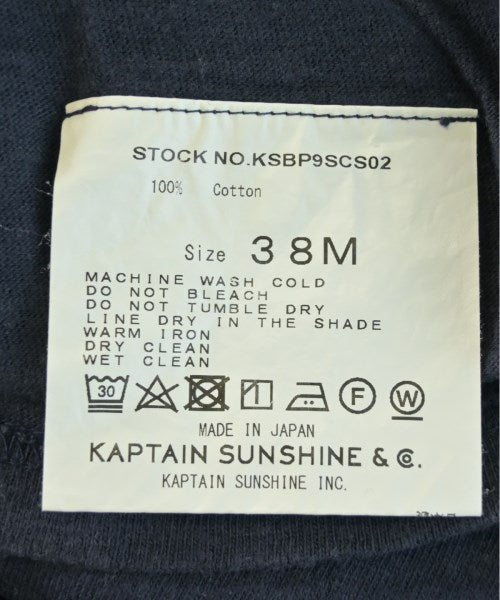 STOCK NO.KSBP9SCS02
100% Cotton
Size 38M
MACHINE WASH COLD
DO NOT BLEACH
DO NOT TUMBLE DRY
LINE DRY IN THE SHADE
WARM IRON
DRY CLEAN
WET CLEAN
30 F W
MADE IN JAPAN
KAPTAIN SUNSHINE & Co.
KAPTAIN SUNSHINE INC.